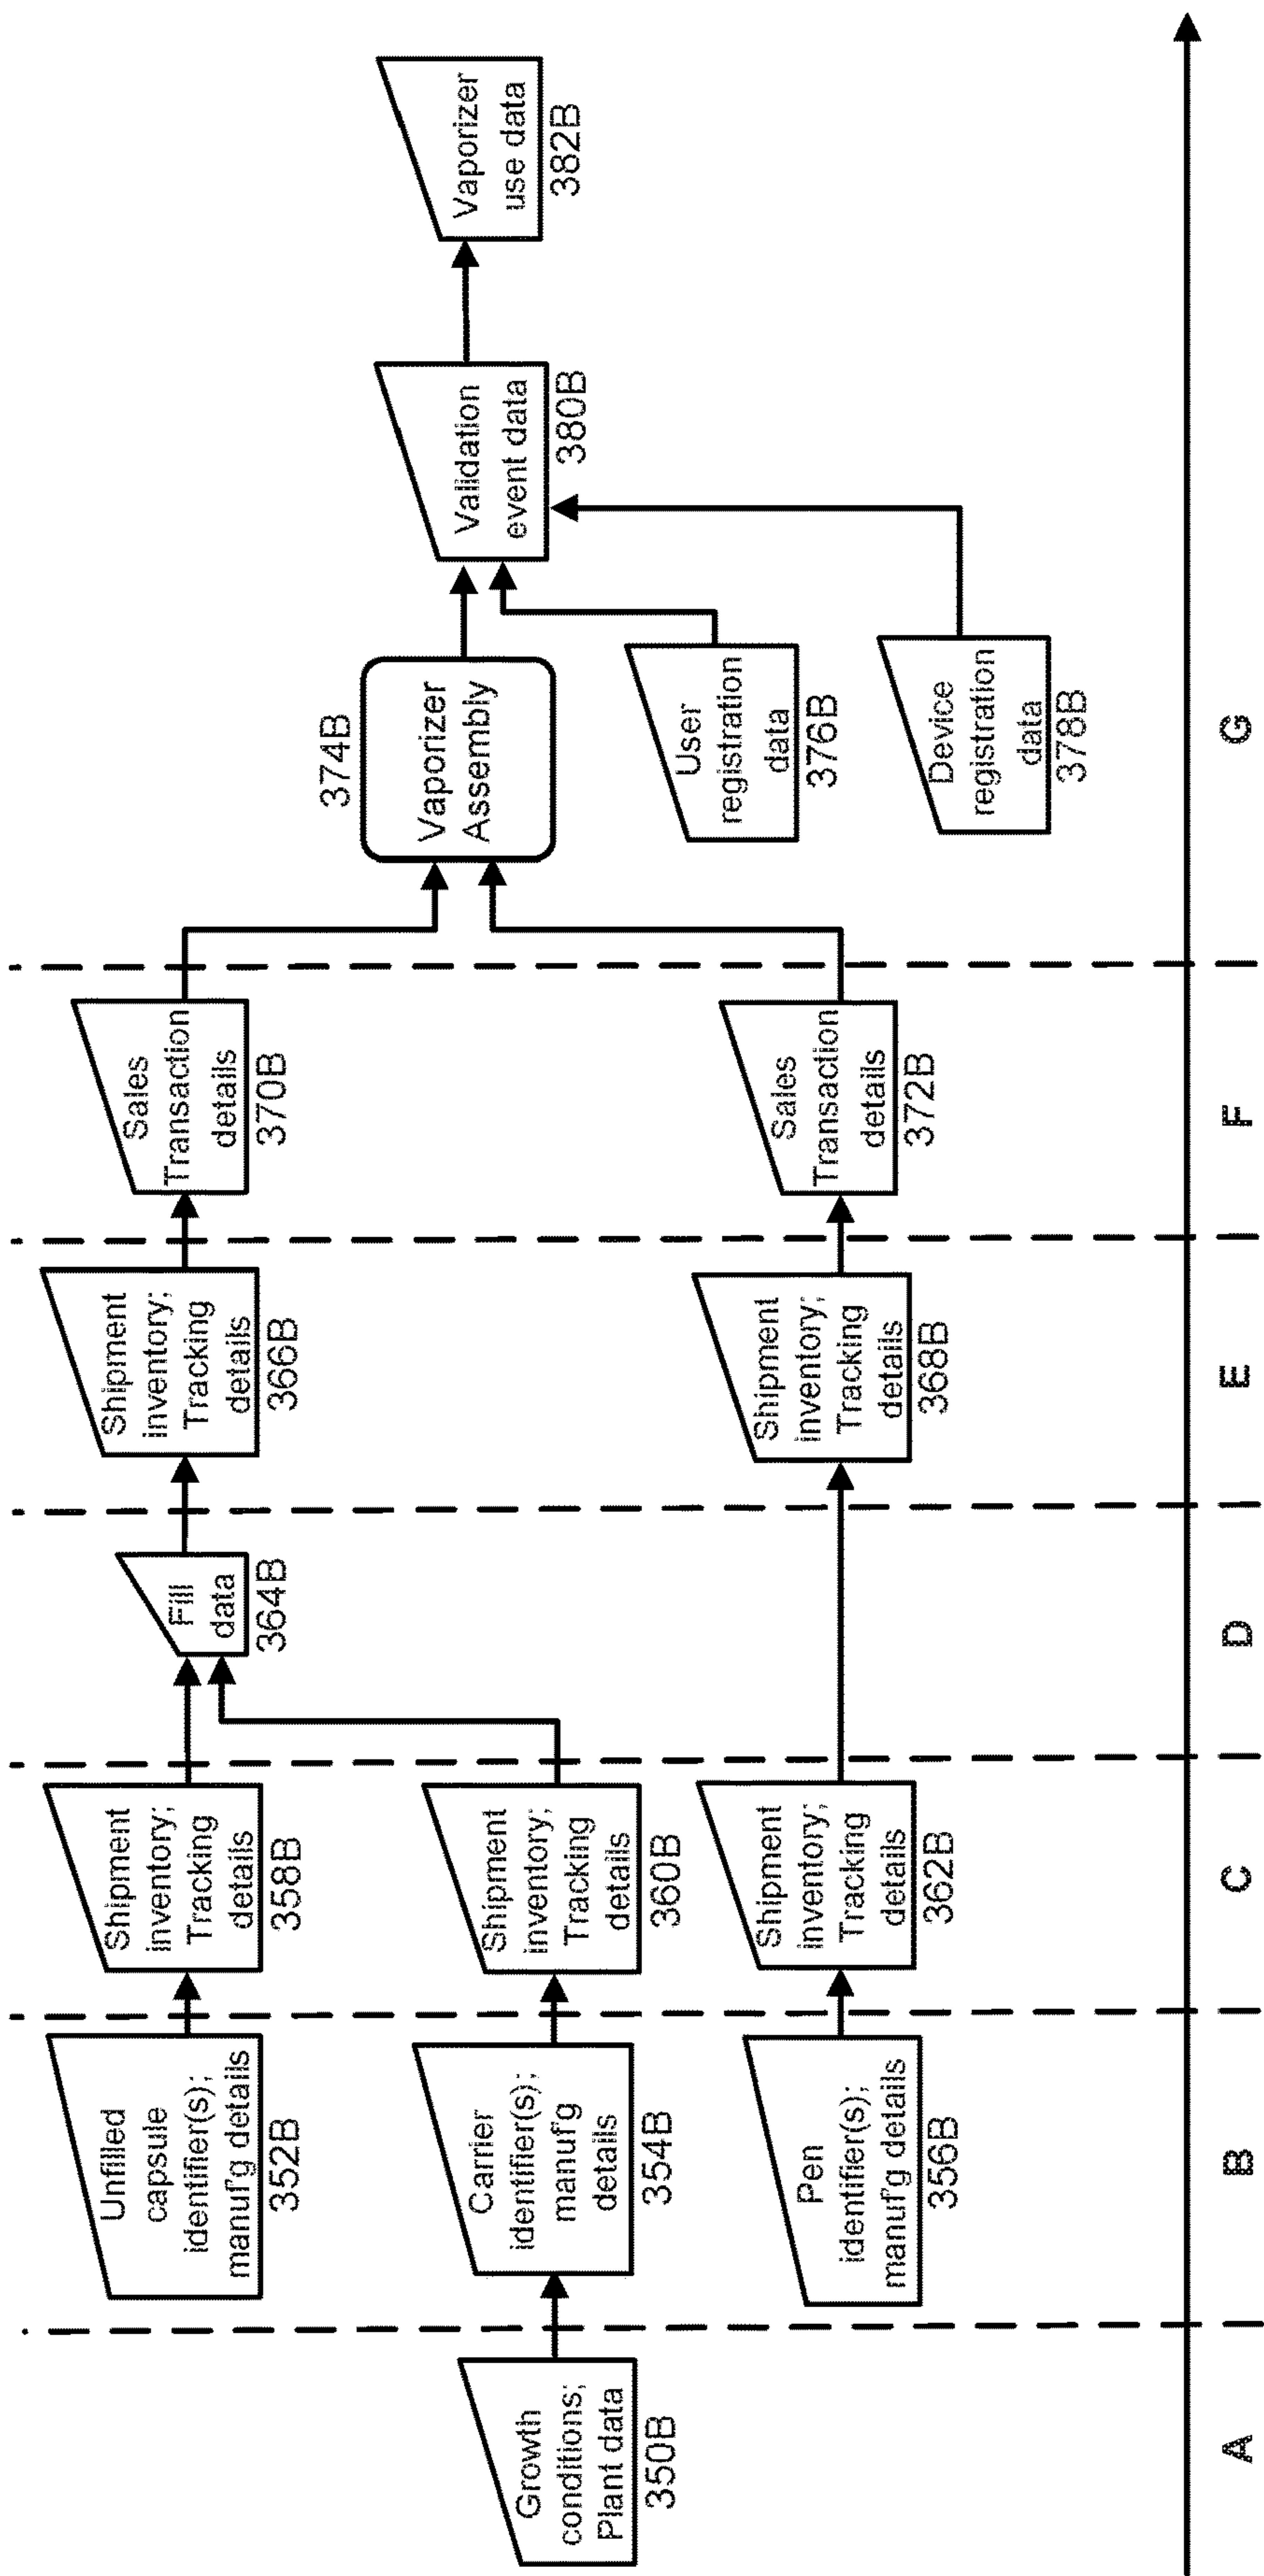 Growth
conditions;
Plant data
350B
Unfilled
capsule
identifier(s);
manuf'g details
352B
Carrier
identifier(s);
manuf'g
details
354B
Pen
identifier(s);
manuf'g details
356B
Shipment
inventory;
Tracking
details
358B
Shipment
inventory;
Tracking
details
360B
Shipment
inventory;
Tracking
details
362B
Fill
data
364B
Shipment
inventory;
Tracking
details
366B
Shipment
inventory;
Tracking
details
368B
Sales
Transaction
details
370B
Sales
Transaction
details
372B
374B
Vaporizer
Assembly
User
registration
data
376B
Device
registration
data
378B
Validation
event data
380B
Vaporizer
use data
382B
A
B
C
D
E
F
G